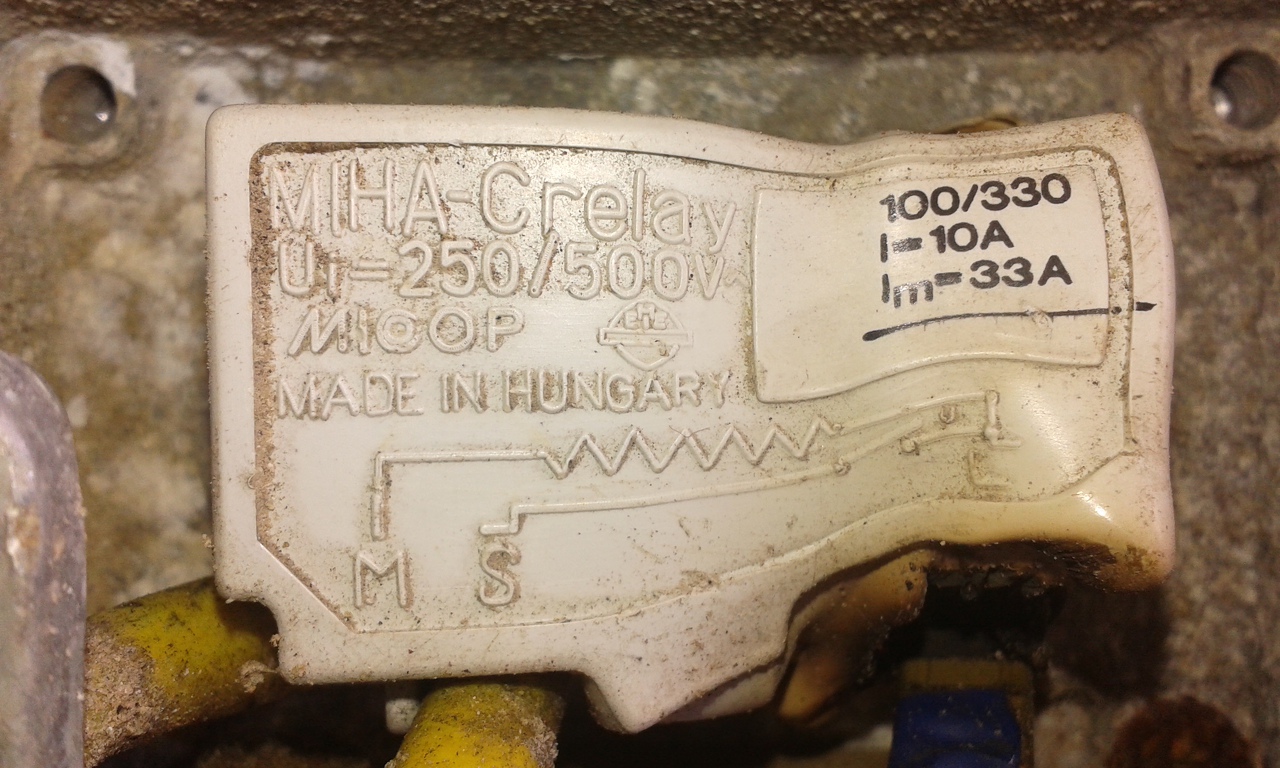 MIHA-Crelay
Ui=250/500V~
MICOP
MADE IN HUNGARY
100/330
I=10A
Im=33A
M S
L